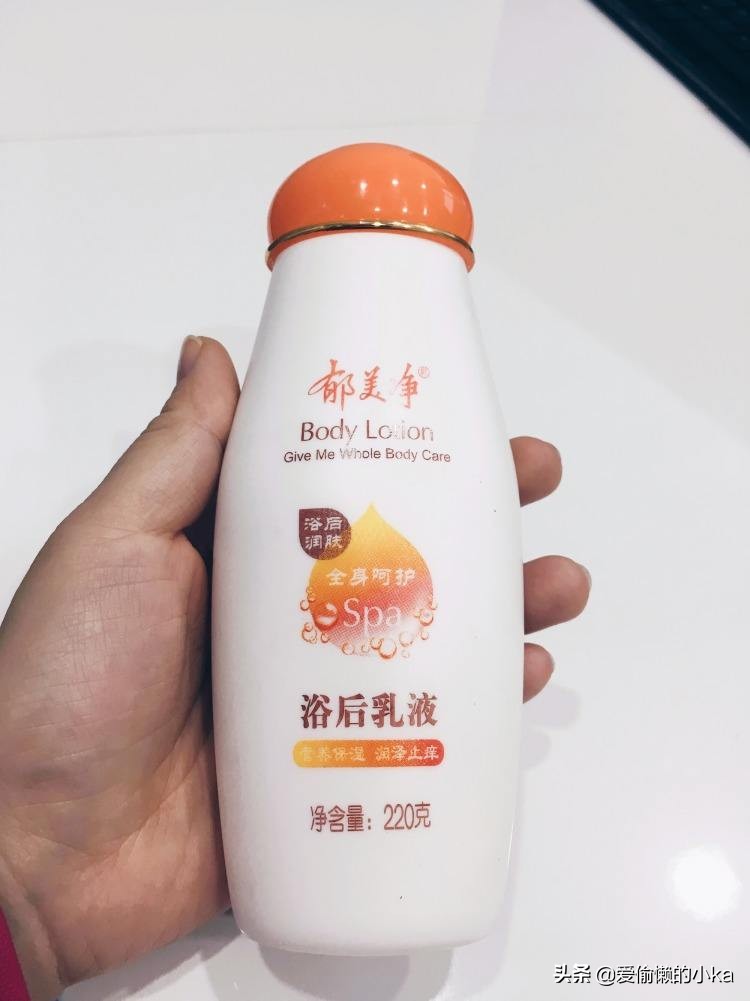 郁美净®
Body Lotion
Give Me Whole Body Care
浴后
润肤
全身呵护
Spa
浴后乳液
营养保湿 润泽止痒
净含量：220克
头条 @爱偷懒的小ka